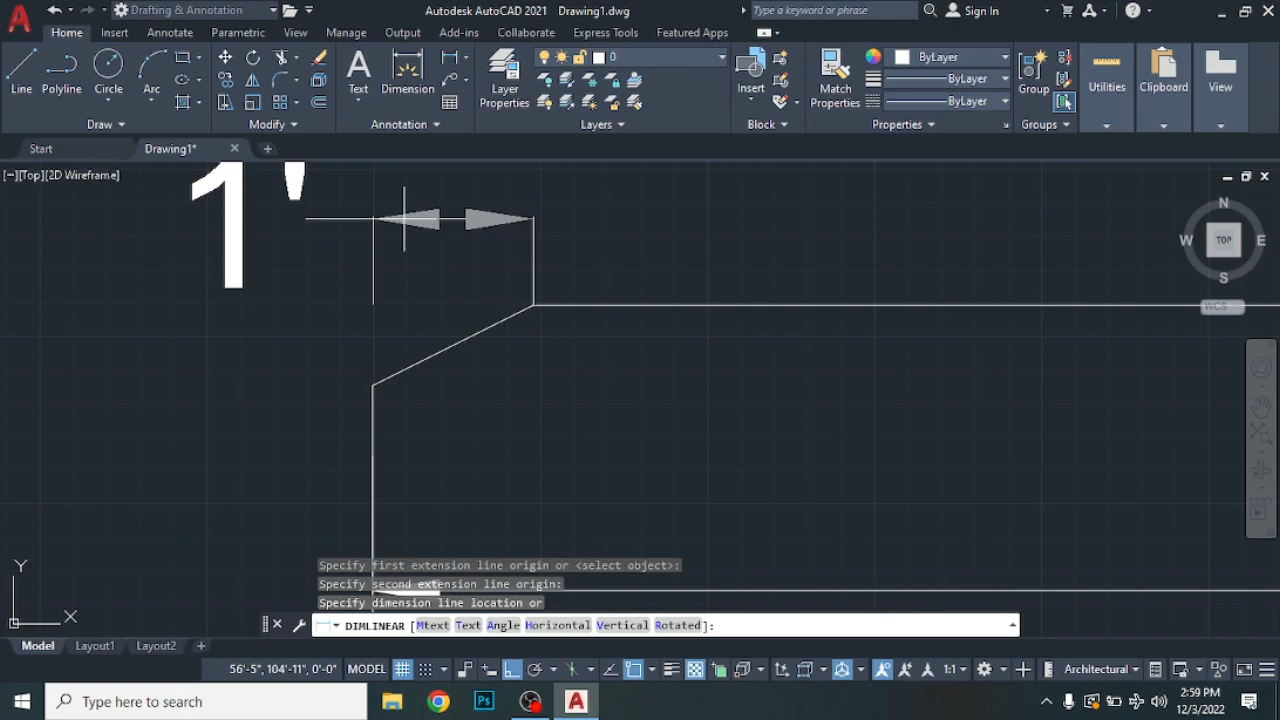 Drafting & Annotation
Autodesk AutoCAD 2021 Drawing1.dwg
Type a keyword or phrase
Sign In
Home Insert Annotate Parametric View Manage Output Add-ins Collaborate Express Tools Featured Apps
0
ByLayer
ByLayer
ByLayer
Line Polyline Circle Arc
Text Dimension
Layer Properties
Insert
Match Properties
Group
Utilities
Clipboard
View
Draw Modify Annotation Layers Block Properties Groups
Start Drawing1*
[−][Top][2D Wireframe]
1'
N
W TOP E
S
WCS
Y
X
Specify first extension line origin or <select object>:
Specify second extension line origin:
Specify dimension line location or
DIMLINEAR [Mtext Text Angle Horizontal Vertical Rotated]:
Model Layout1 Layout2
56'-5", 104'-11", 0'-0" MODEL 1:1 Architectural
Type here to search
Ps
2:59 PM
12/3/2022